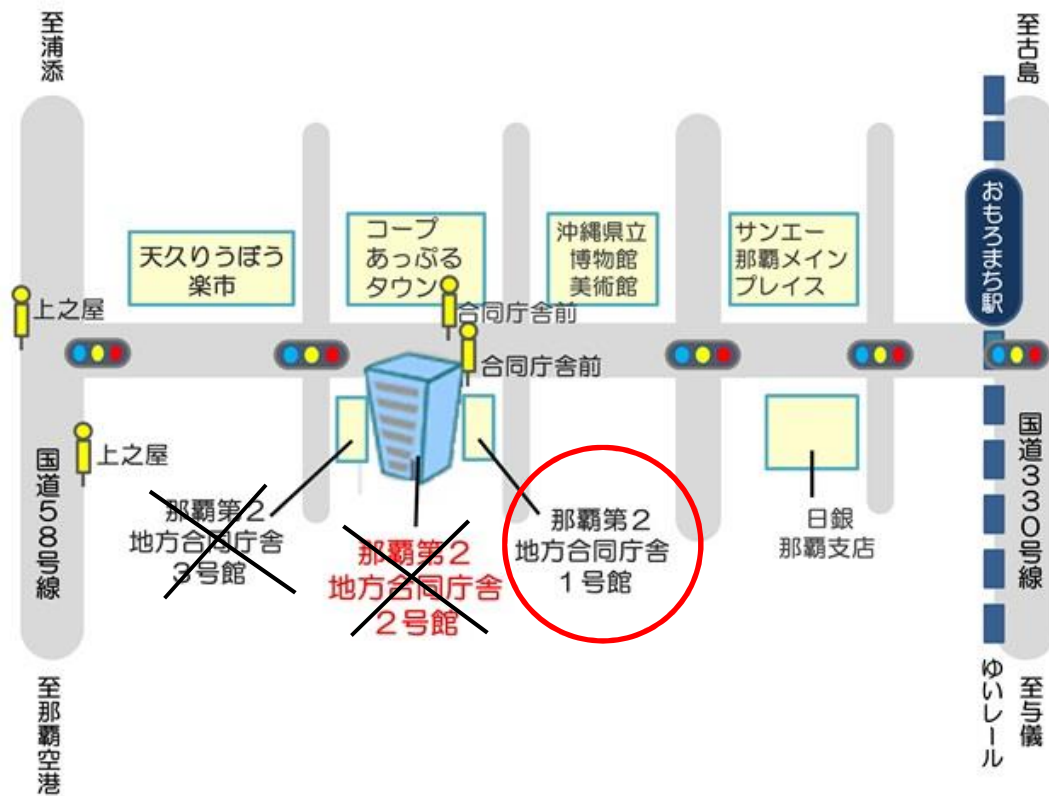 至浦添
至古島
おもろまち駅
天久りうぼう
楽市
コープ
あっぷる
タウン
沖縄県立
博物館
美術館
サンエー
那覇メイン
プレイス
上之屋
合同庁舎前
合同庁舎前
上之屋
国道58号線
国道330号線
那覇第2
地方合同庁舎
3号館
那覇第2
地方合同庁舎
2号館
那覇第2
地方合同庁舎
1号館
日銀
那覇支店
至那覇空港
ゆいレール
至与儀